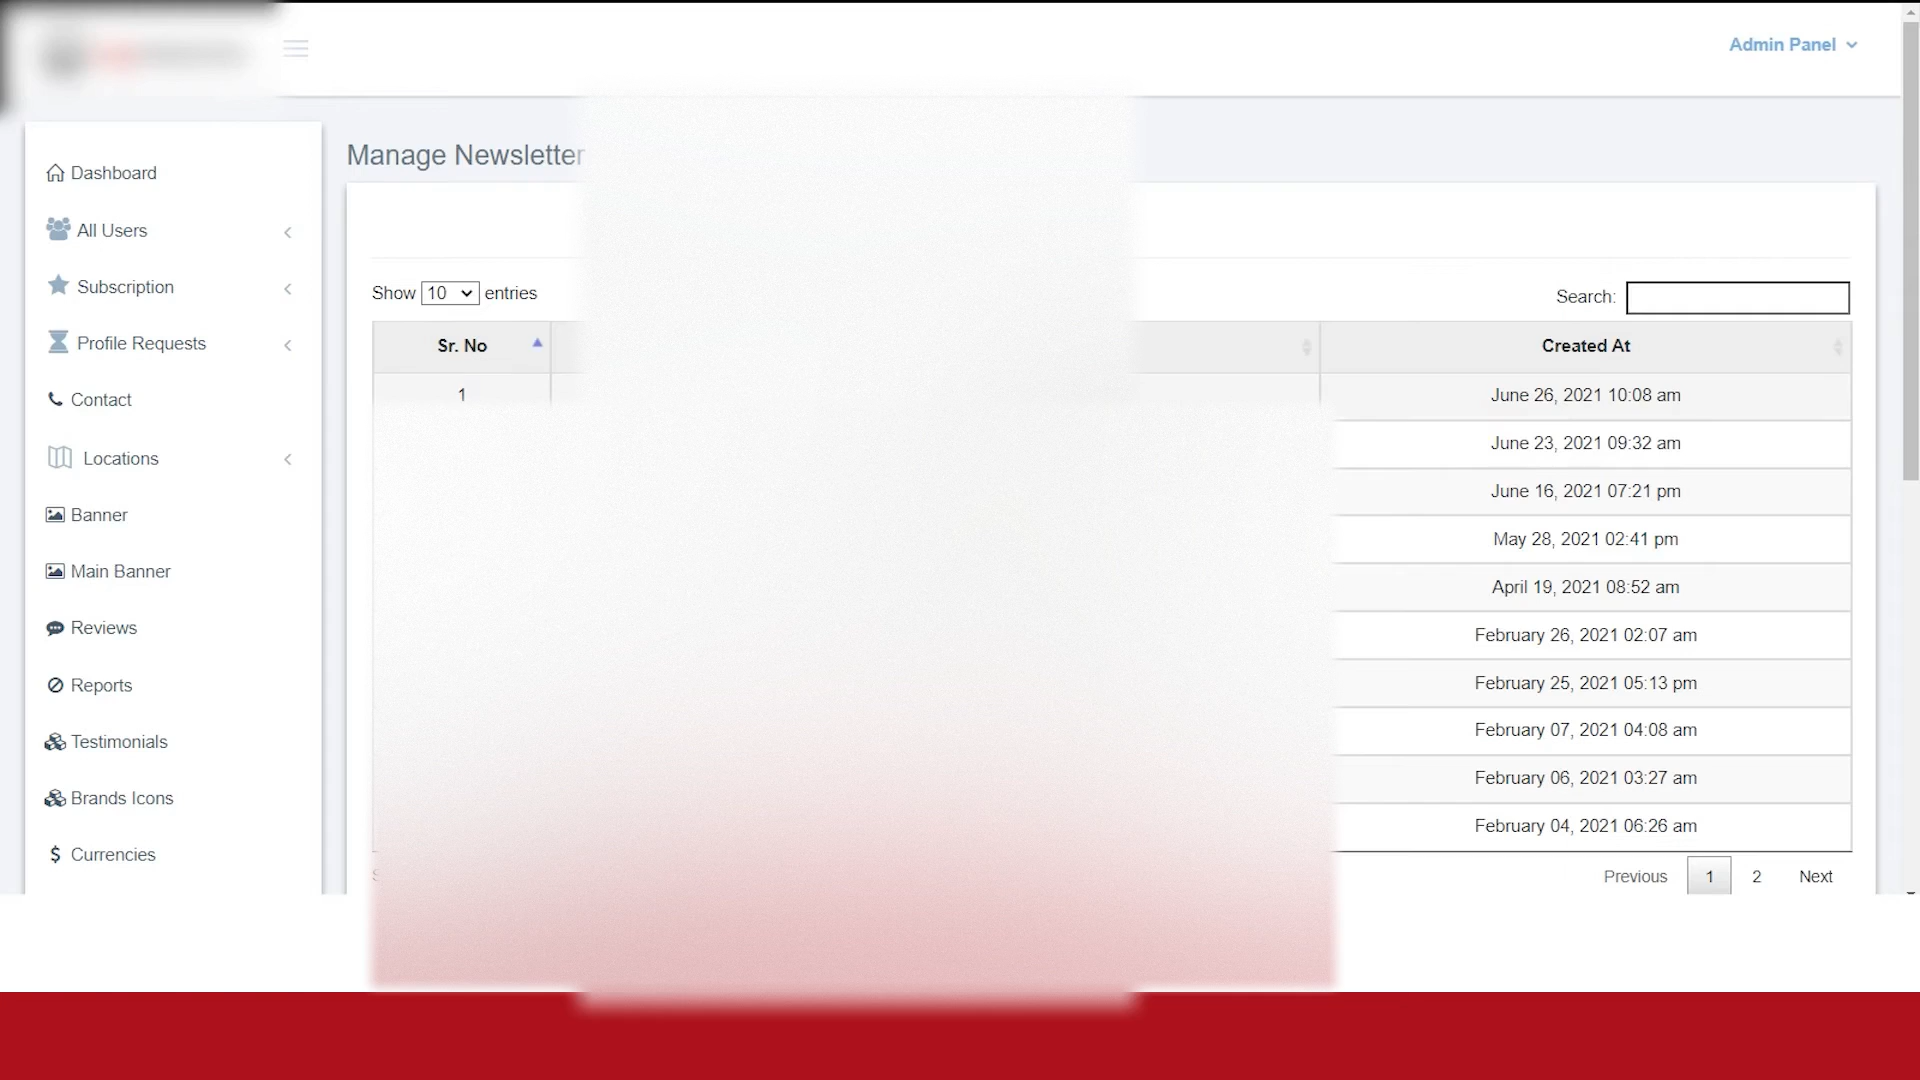 Admin Panel
Dashboard
All Users
Subscription
Profile Requests
Contact
Locations
Banner
Main Banner
Reviews
Reports
Testimonials
Brands Icons
Currencies
Manage Newsletter
Show 10 entries
Search:
Sr. No Created At
1 June 26, 2021 10:08 am
June 23, 2021 09:32 am
June 16, 2021 07:21 pm
May 28, 2021 02:41 pm
April 19, 2021 08:52 am
February 26, 2021 02:07 am
February 25, 2021 05:13 pm
February 07, 2021 04:08 am
February 06, 2021 03:27 am
February 04, 2021 06:26 am
Previous 1 2 Next